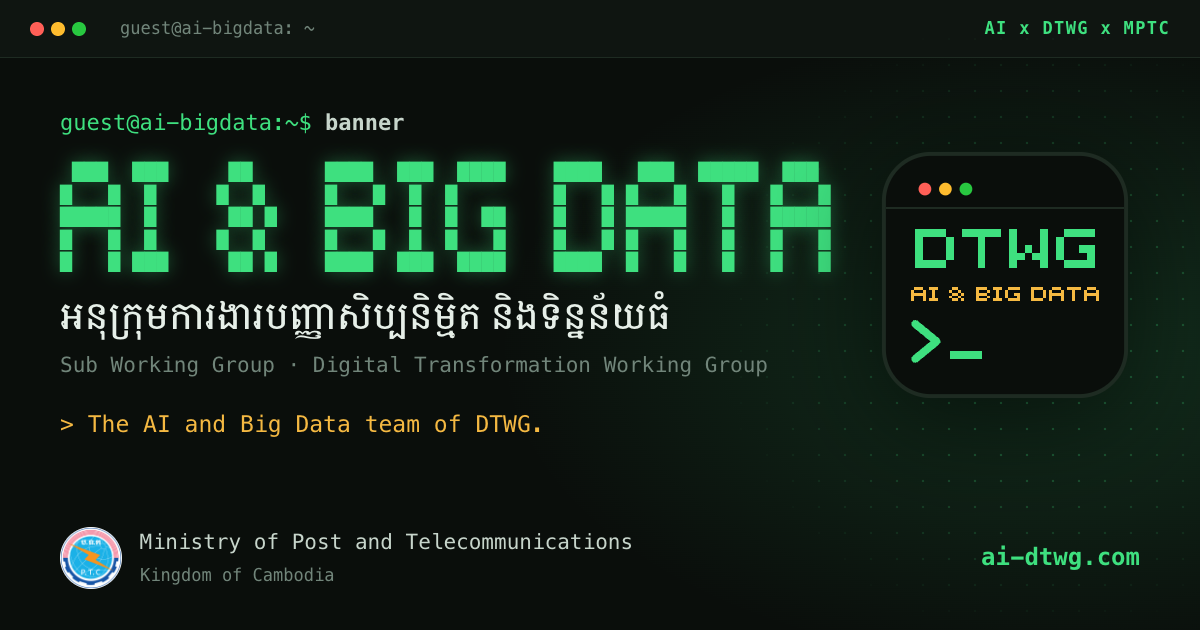 guest@ai-bigdata: ~
AI x DTWG x MPTC
guest@ai-bigdata:~$ banner
AI & BIG DATA
អនុក្រុមការងារបញ្ញាសិប្បនិម្មិត និងទិន្នន័យធំ
Sub Working Group · Digital Transformation Working Group
> The AI and Big Data team of DTWG.
DTWG
AI & BIG DATA
>_
P.T.C
Ministry of Post and Telecommunications
Kingdom of Cambodia
ai-dtwg.com